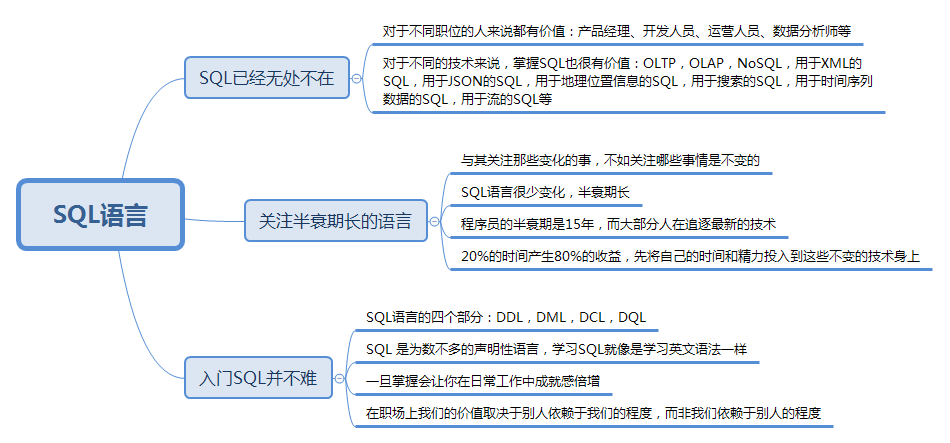 SQL语言
SQL已经无处不在
对于不同职位的人来说都有价值：产品经理、开发人员、运营人员、数据分析师等
对于不同的技术来说，掌握SQL也很有价值：OLTP，OLAP，NoSQL，用于XML的
SQL，用于JSON的SQL，用于地理位置信息的SQL，用于搜索的SQL，用于时间序列
数据的SQL，用于流的SQL等
关注半衰期长的语言
与其关注那些变化的事，不如关注哪些事情是不变的
SQL语言很少变化，半衰期长
程序员的半衰期是15年，而大部分人在追逐最新的技术
20%的时间产生80%的收益，先将自己的时间和精力投入到这些不变的技术身上
入门SQL并不难
SQL语言的四个部分：DDL，DML，DCL，DQL
SQL 是为数不多的声明性语言，学习SQL就像是学习英文语法一样
一旦掌握会让你在日常工作中成就感倍增
在职场上我们的价值取决于别人依赖于我们的程度，而非我们依赖于别人的程度